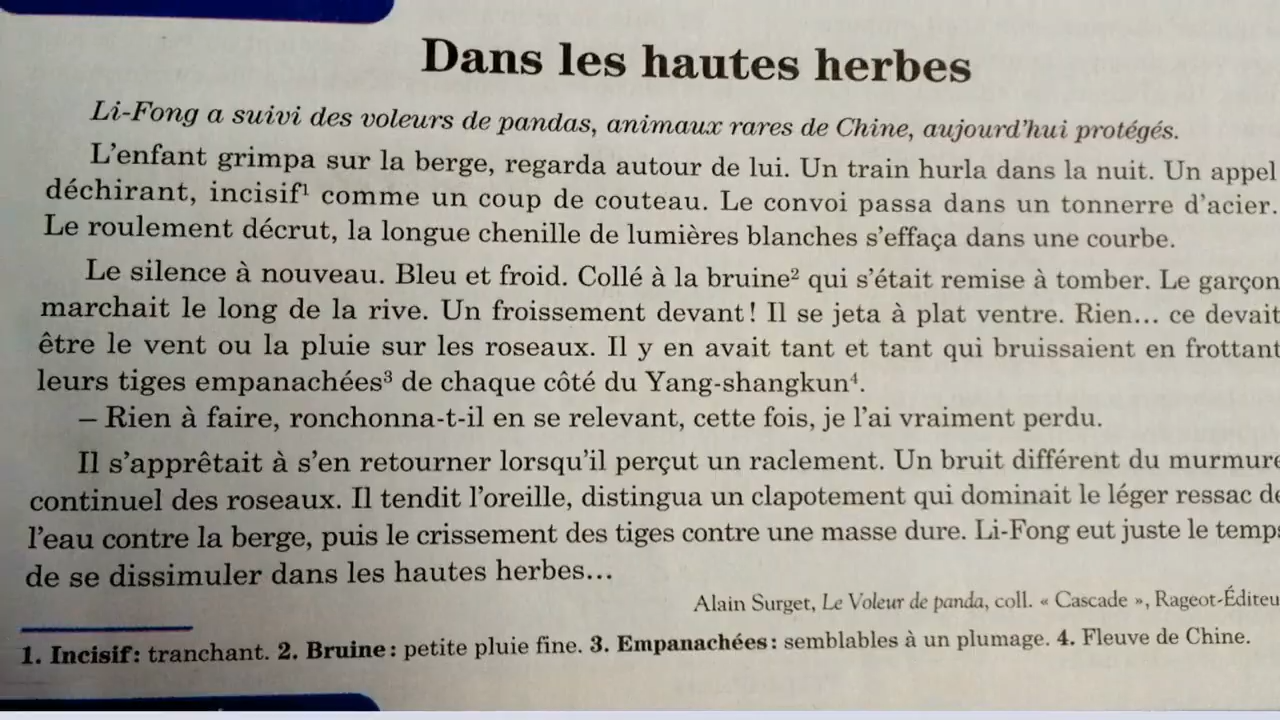 Dans les hautes herbes
Li-Fong a suivi des voleurs de pandas, animaux rares de Chine, aujourd'hui protégés.
L'enfant grimpa sur la berge, regarda autour de lui. Un train hurla dans la nuit. Un appel
déchirant, incisif¹ comme un coup de couteau. Le convoi passa dans un tonnerre d'acier.
Le roulement décrut, la longue chenille de lumières blanches s'effaça dans une courbe.
Le silence à nouveau. Bleu et froid. Collé à la bruine² qui s'était remise à tomber. Le garçon
marchait le long de la rive. Un froissement devant! Il se jeta à plat ventre. Rien... ce devait
être le vent ou la pluie sur les roseaux. Il y en avait tant et tant qui bruissaient en frottant
leurs tiges empanachées³ de chaque côté du Yang-shangkun⁴.
– Rien à faire, ronchonna-t-il en se relevant, cette fois, je l'ai vraiment perdu.
Il s'apprêtait à s'en retourner lorsqu'il perçut un raclement. Un bruit différent du murmure
continuel des roseaux. Il tendit l'oreille, distingua un clapotement qui dominait le léger ressac de
l'eau contre la berge, puis le crissement des tiges contre une masse dure. Li-Fong eut juste le temps
de se dissimuler dans les hautes herbes...
Alain Surget, Le Voleur de panda, coll. « Cascade », Rageot-Éditeu
1. Incisif: tranchant. 2. Bruine: petite pluie fine. 3. Empanachées: semblables à un plumage. 4. Fleuve de Chine.